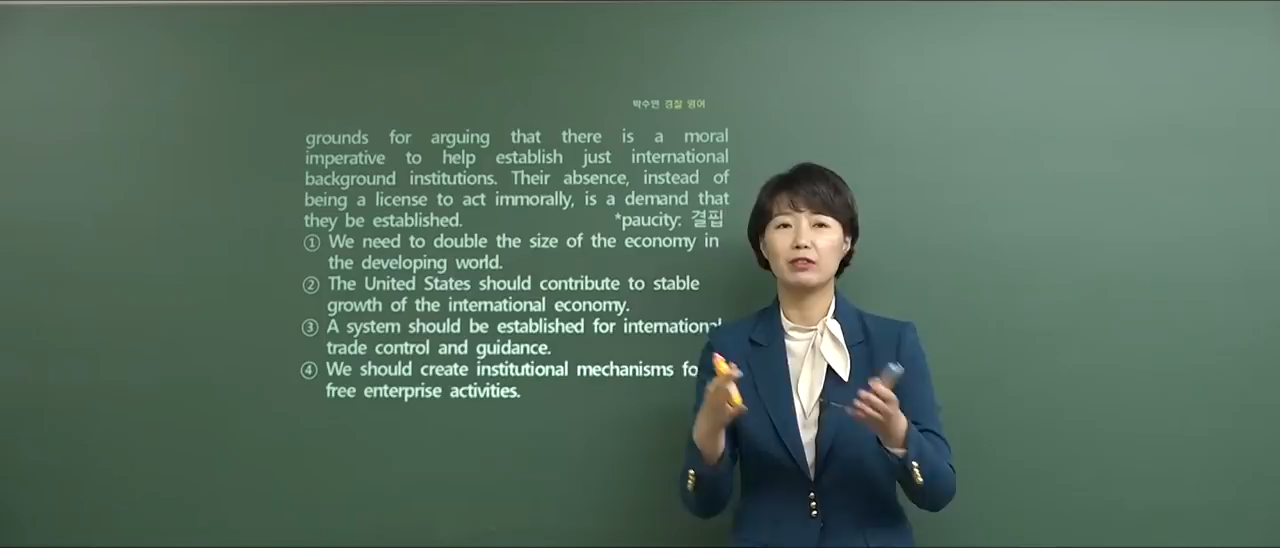 박수연 경찰 영어
grounds for arguing that there is a moral
imperative to help establish just international
background institutions. Their absence, instead of
being a license to act immorally, is a demand that
they be established. *paucity: 결핍
① We need to double the size of the economy in
the developing world.
② The United States should contribute to stable
growth of the international economy.
③ A system should be established for international
trade control and guidance.
④ We should create institutional mechanisms fo
free enterprise activities.